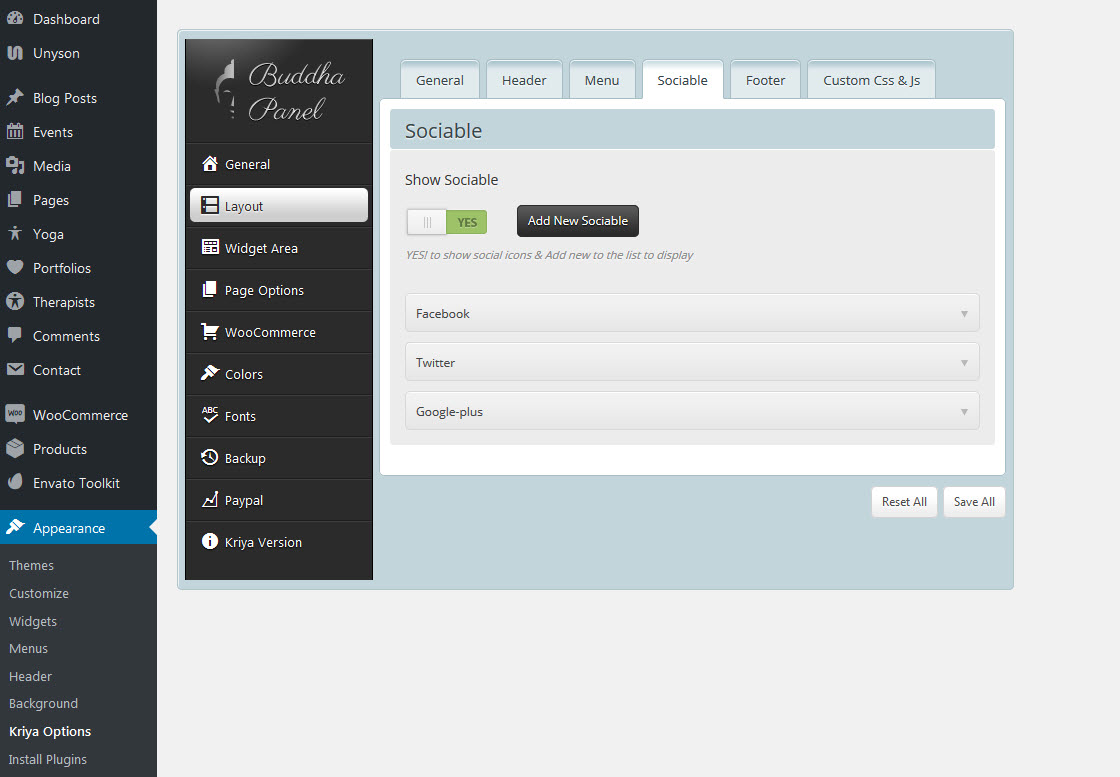 Dashboard
Unyson
Blog Posts
Events
Media
Pages
Yoga
Portfolios
Therapists
Comments
Contact
WOO
WooCommerce
Products
Envato Toolkit
Appearance
Themes
Customize
Widgets
Menus
Header
Background
Kriya Options
Install Plugins
Buddha
Panel
General
Layout
Widget Area
Page Options
WooCommerce
Colors
ABC
Fonts
Backup
Paypal
Kriya Version
General
Header
Menu
Sociable
Footer
Custom Css & Js
Sociable
Show Sociable
YES
Add New Sociable
YES! to show social icons & Add new to the list to display
Facebook
Twitter
Google-plus
Reset All
Save All